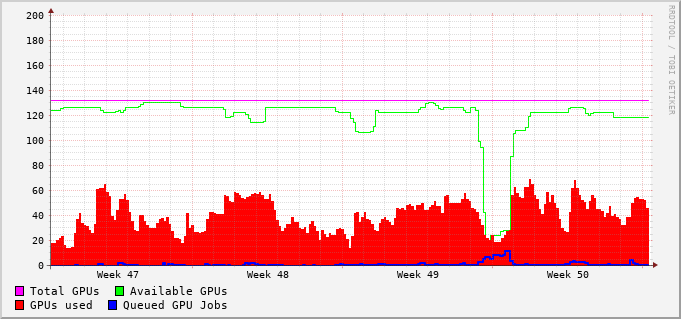 200
180
160
140
120
100
80
60
40
20
0
Week 47 Week 48 Week 49 Week 50
Total GPUs Available GPUs
GPUs used Queued GPU Jobs
RRDTOOL / TOBI OETIKER